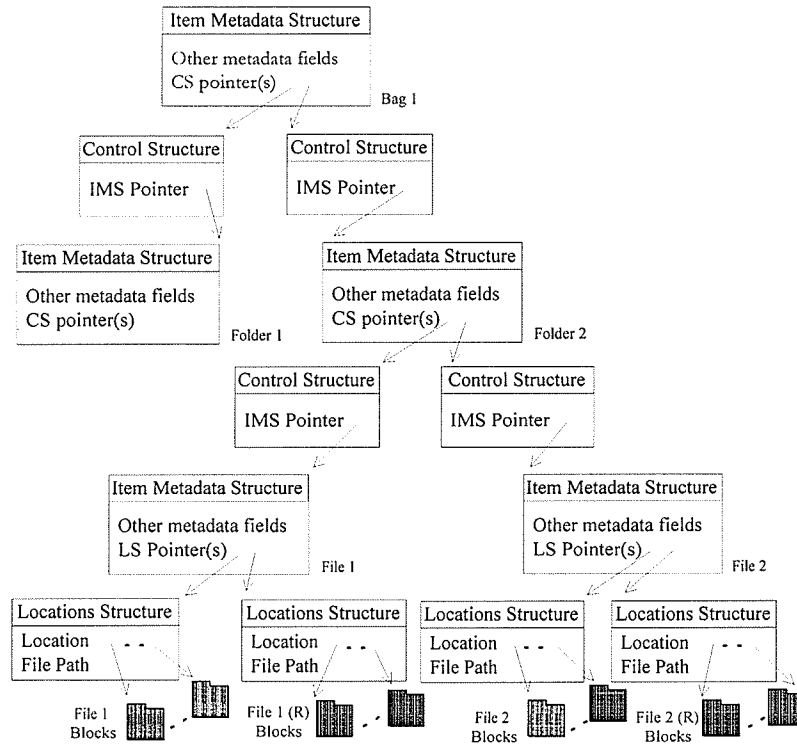 Item Metadata Structure
Other metadata fields
CS pointer(s)
Bag 1
Control Structure
IMS Pointer
Control Structure
IMS Pointer
Item Metadata Structure
Other metadata fields
CS pointer(s)
Folder 1
Item Metadata Structure
Other metadata fields
CS pointer(s)
Folder 2
Control Structure
IMS Pointer
Control Structure
IMS Pointer
Item Metadata Structure
Other metadata fields
LS Pointer(s)
File 1
Item Metadata Structure
Other metadata fields
LS Pointer(s)
File 2
Locations Structure
Location
File Path
Locations Structure
Location
File Path
Locations Structure
Location
File Path
Locations Structure
Location
File Path
File 1
Blocks
File 1 (R)
Blocks
File 2
Blocks
File 2 (R)
Blocks